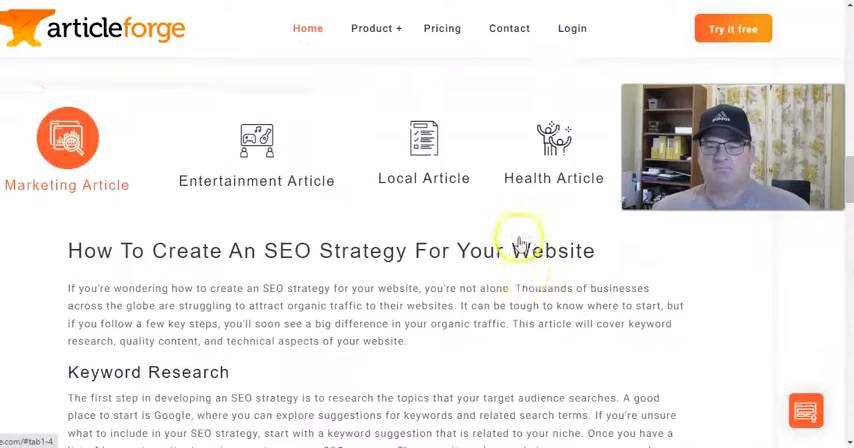 articleforge
Home
Product +
Pricing
Contact
Login
Try it free
Marketing Article
Entertainment Article
Local Article
Health Article
adidas
How To Create An SEO Strategy For Your Website
If you're wondering how to create an SEO strategy for your website, you're not alone. Thousands of businesses
across the globe are struggling to attract organic traffic to their websites. It can be tough to know where to start, but
if you follow a few key steps, you'll soon see a big difference in your organic traffic. This article will cover keyword
research, quality content, and technical aspects of your website.
Keyword Research
The first step in developing an SEO strategy is to research the topics that your target audience searches. A good
place to start is Google, where you can explore suggestions for keywords and related search terms. If you're unsure
what to include in your SEO strategy, start with a keyword suggestion that is related to your niche. Once you have a
e.com/#tab1-4